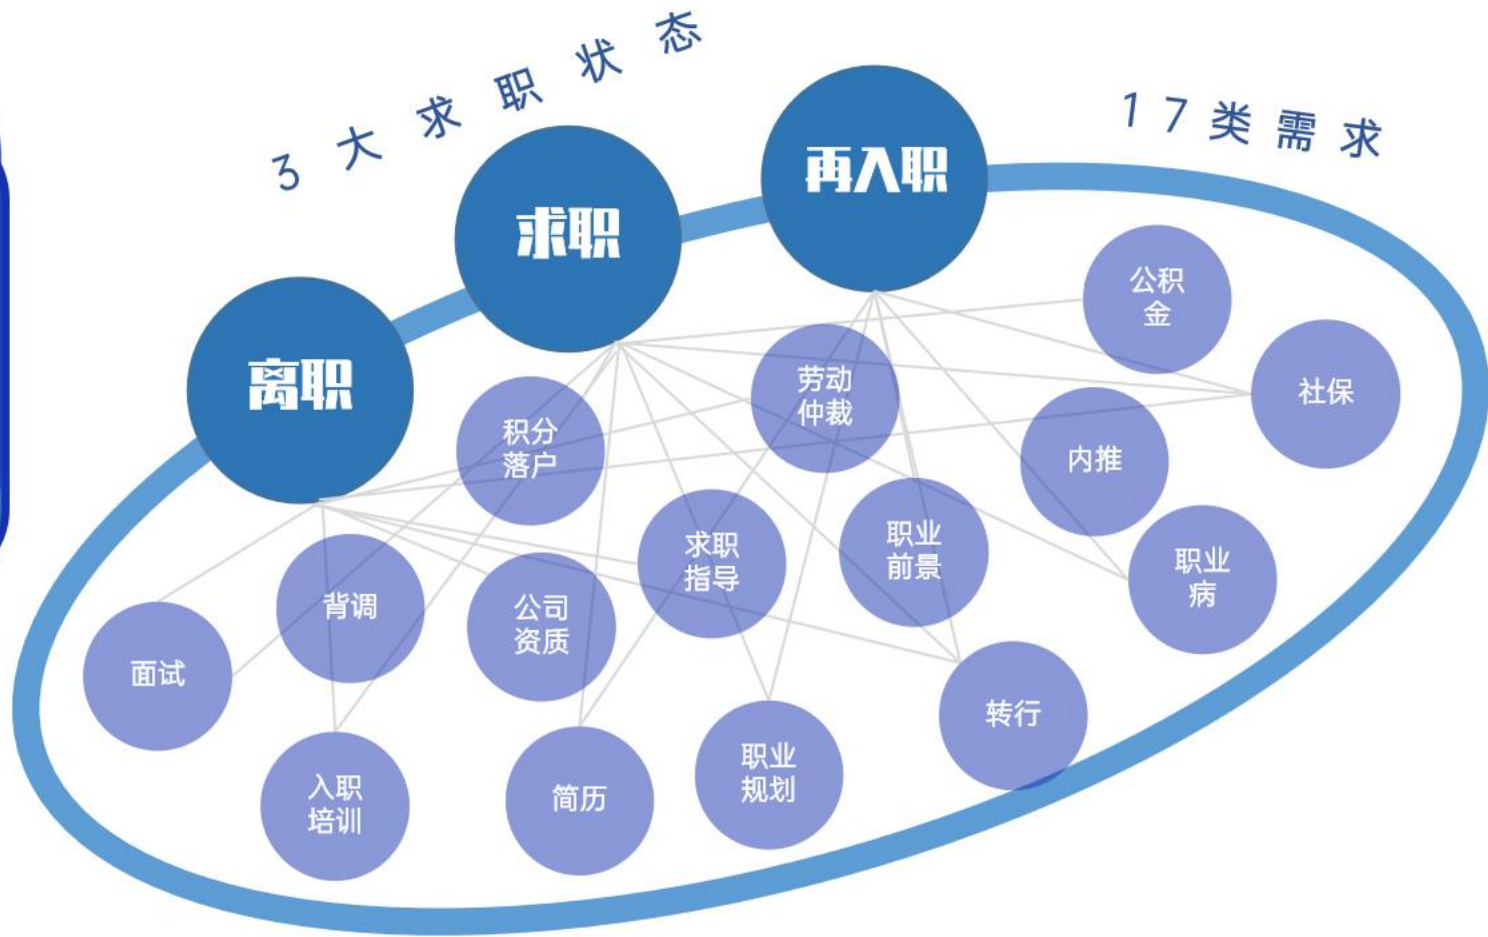 3大求职状态
17类需求
再入职
求职
离职
公积
金
社保
劳动
仲裁
积分
落户
内推
求职
指导
职业
前景
职业
病
背调
公司
资质
面试
转行
入职
培训
简历
职业
规划